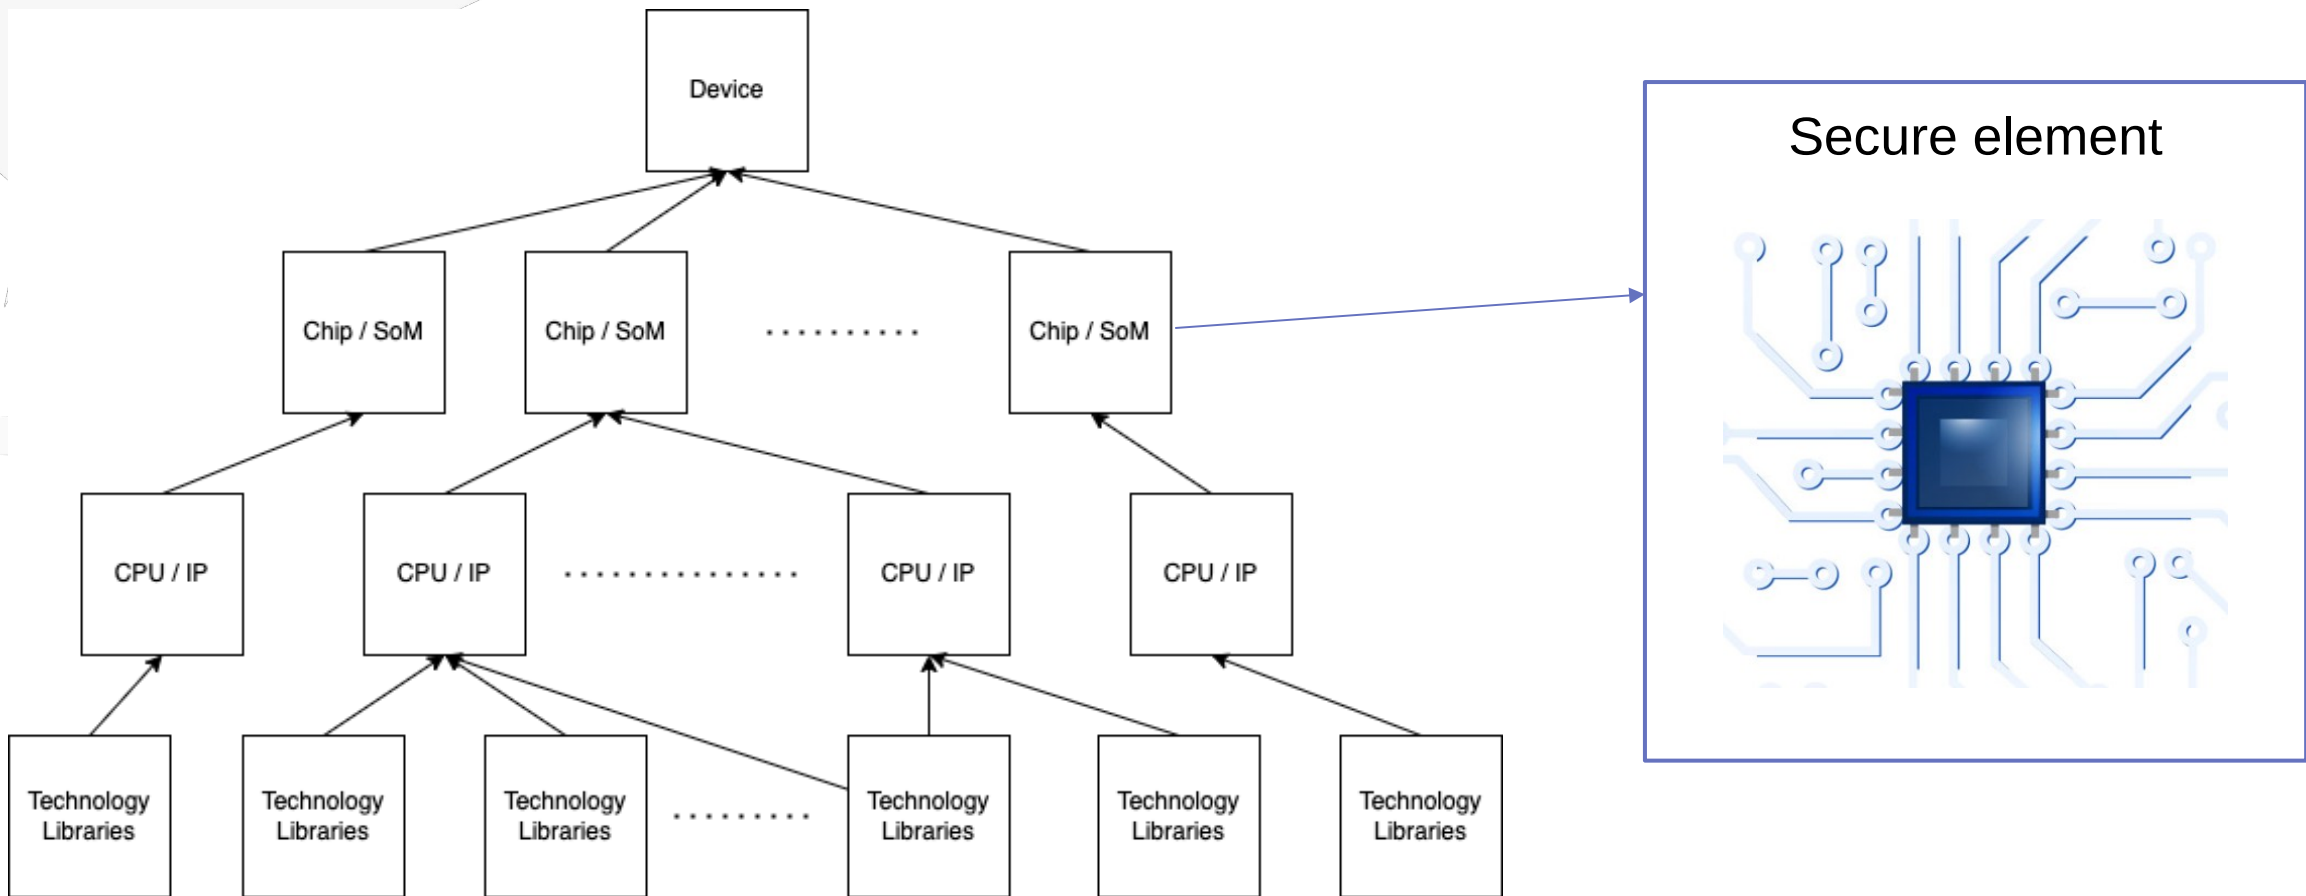 Device
Secure element
Chip / SoM
Chip / SoM
Chip / SoM
CPU / IP
CPU / IP
CPU / IP
CPU / IP
Technology
Libraries
Technology
Libraries
Technology
Libraries
Technology
Libraries
Technology
Libraries
Technology
Libraries